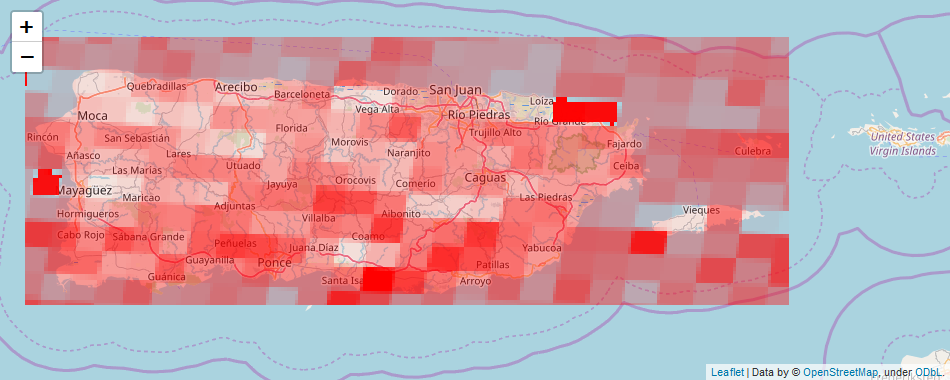 +
−
Quebradillas
Arecibo
Barceloneta
Dorado
San Juan
Loiza
Moca
Vega Alta
Río Piedras
Río Grande
Florida
Trujillo Alto
Rincón
San Sebastián
Morovis
Fajardo
Añasco
Lares
Naranjito
Culebra
United States
Virgin Islands
Las Marías
Utuado
Ceiba
Mayagüez
Jayuya
Orocovis
Comerio
Caguas
Maricao
Las Piedras
Hormigueros
Adjuntas
Villalba
Aibonito
Vieques
Cabo Rojo
Sabana Grande
Peñuelas
Coamo
Juana Díaz
Yabucoa
Guayanilla
Ponce
Patillas
Guánica
Santa Isa
Arroyo
Leaflet | Data by © OpenStreetMap, under ODbL.